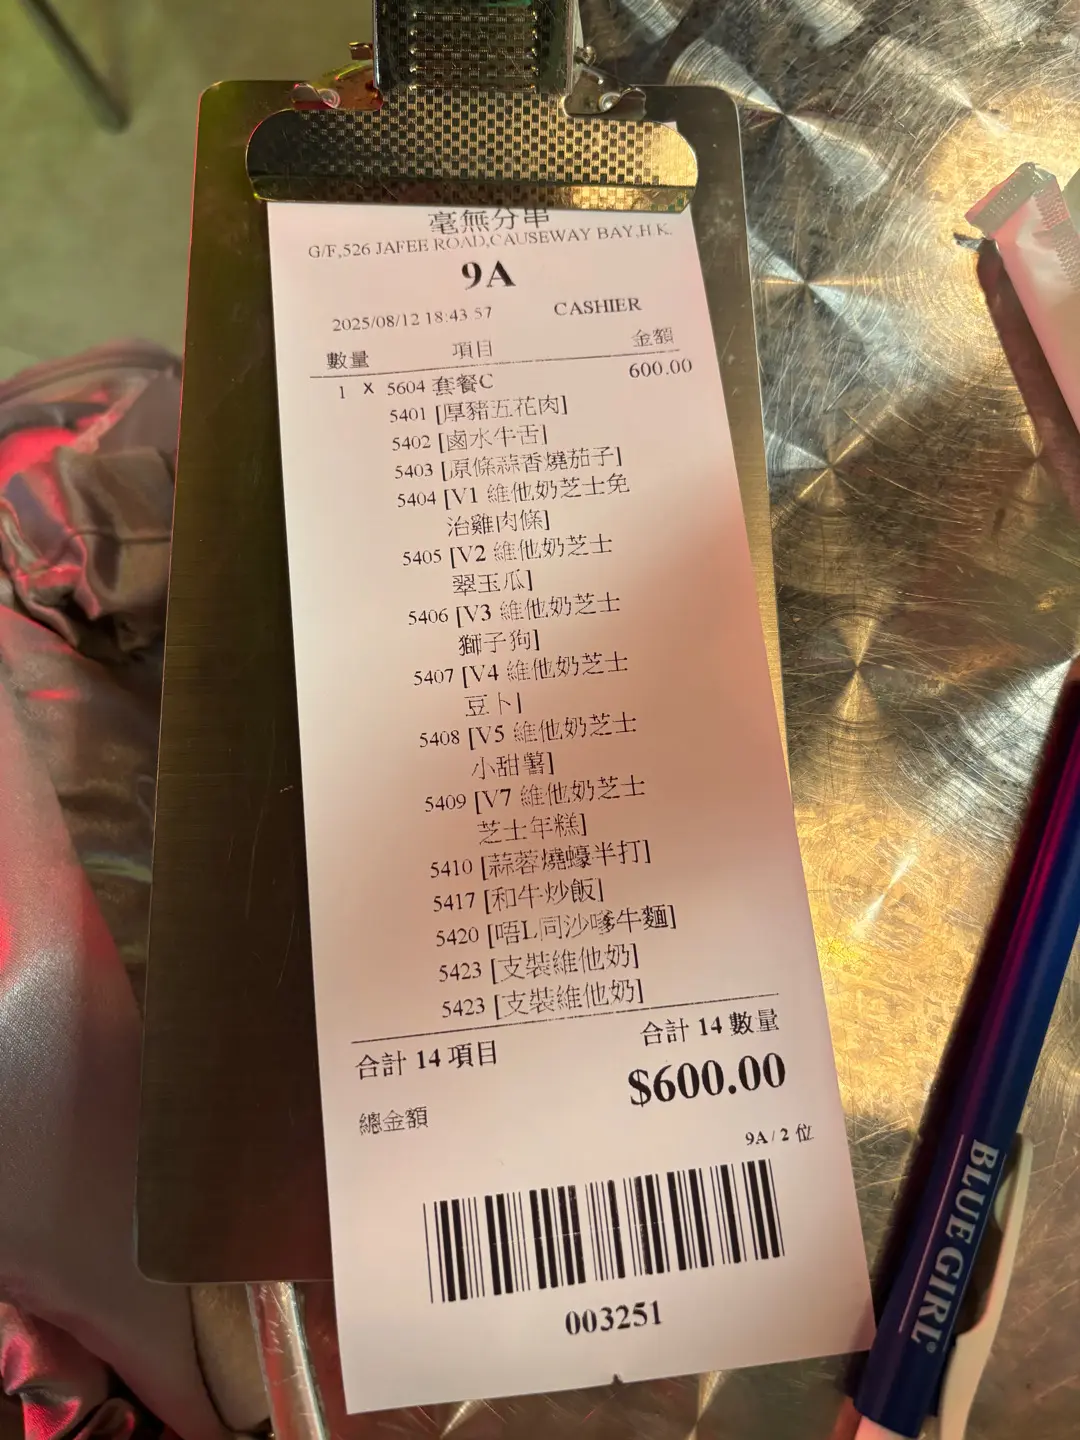 毫無分串
G/F,526 JAFEE ROAD,CAUSEWAY BAY,H.K.
9A
2025/08/12 18:43:57 CASHIER
數量 項目 金額
1 X 5604 套餐C 600.00
5401 [厚豬五花肉]
5402 [鹵水牛舌]
5403 [原條蒜香燒茄子]
5404 [V1 維他奶芝士免
治雞肉條]
5405 [V2 維他奶芝士
翠玉瓜]
5406 [V3 維他奶芝士
獅子狗]
5407 [V4 維他奶芝士
豆卜]
5408 [V5 維他奶芝士
小甜薯]
5409 [V7 維他奶芝士
芝士年糕]
5410 [蒜蓉燒蠔半打]
5417 [和牛炒飯]
5420 [唔L同沙嗲牛麵]
5423 [支裝維他奶]
5423 [支裝維他奶]
合計 14 項目 合計 14 數量
總金額 $600.00
9A / 2 位
003251
BLUE GIRL®